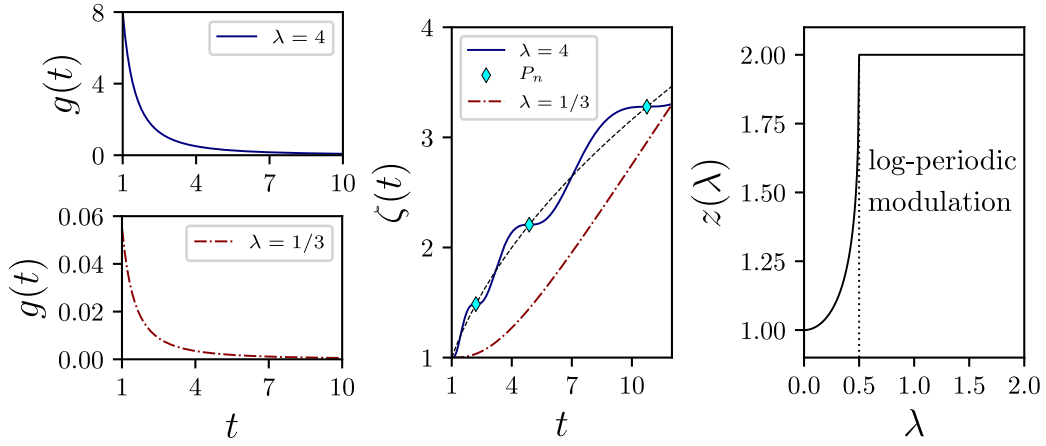 8
4
0
g(t)
λ = 4
1
4
7
10
0.06
0.04
0.02
0.00
g(t)
λ = 1/3
1
4
7
10
t
4
3
2
1
ζ(t)
λ = 4
Pₙ
λ = 1/3
1
4
7
10
t
2.00
1.75
1.50
1.25
1.00
z(λ)
log-periodic
modulation
0.0
0.5
1.0
1.5
2.0
λ